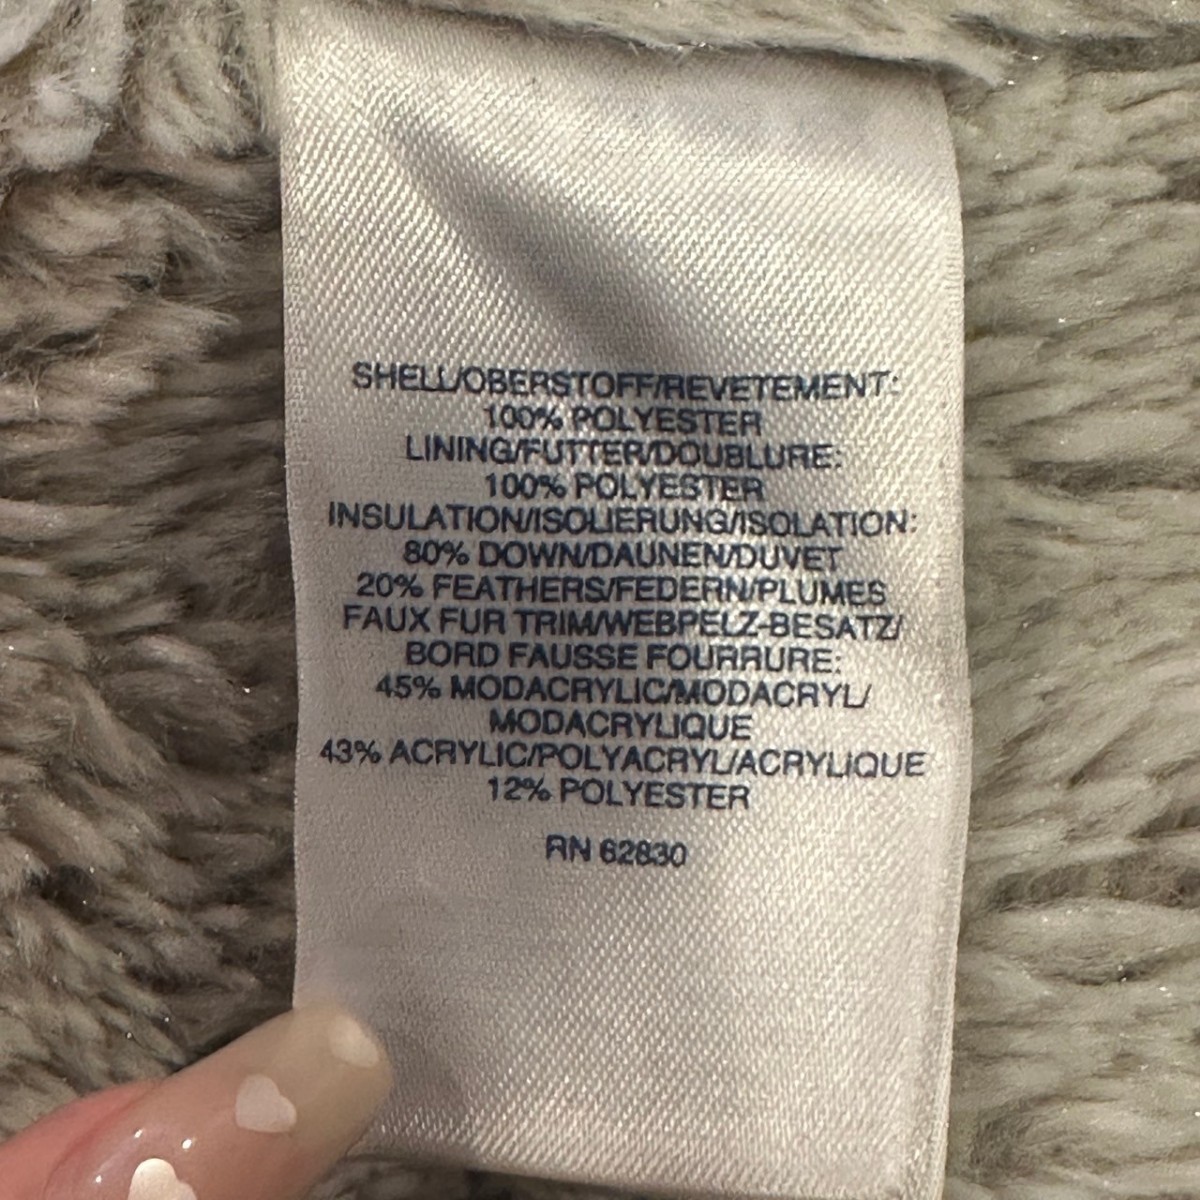 SHELL/OBERSTOFF/REVETEMENT:
100% POLYESTER
LINING/FUTTER/DOUBLURE:
100% POLYESTER
INSULATION/ISOLIERUNG/ISOLATION:
80% DOWN/DAUNEN/DUVET
20% FEATHERS/FEDERN/PLUMES
FAUX FUR TRIM/WEBPELZ-BESATZ/
BORD FAUSSE FOURRURE:
45% MODACRYLIC/MODACRYL/
MODACRYLIQUE
43% ACRYLIC/POLYACRYL/ACRYLIQUE
12% POLYESTER
RN 62830